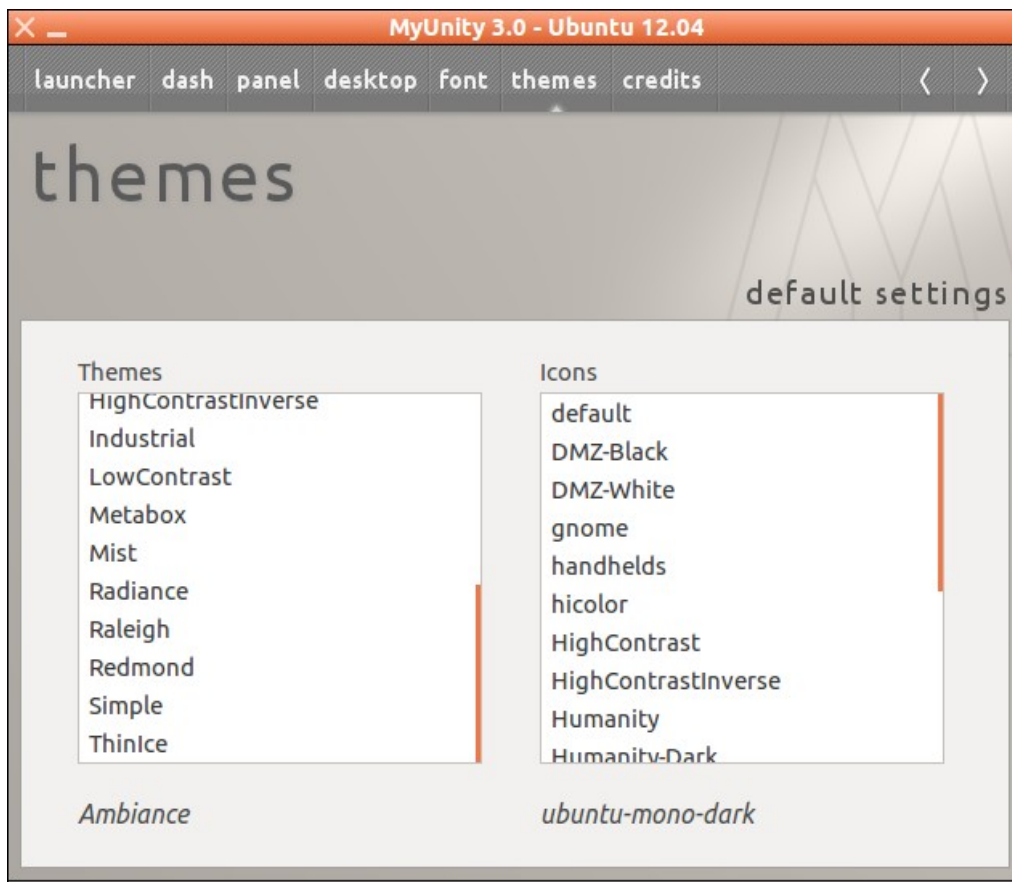 MyUnity 3.0 - Ubuntu 12.04
launcher dash panel desktop font themes credits
themes
default settings
Themes
HighContrastInverse
Industrial
LowContrast
Metabox
Mist
Radiance
Raleigh
Redmond
Simple
ThinIce
Ambiance
Icons
default
DMZ-Black
DMZ-White
gnome
handhelds
hicolor
HighContrast
HighContrastInverse
Humanity
Humanity-Dark
ubuntu-mono-dark